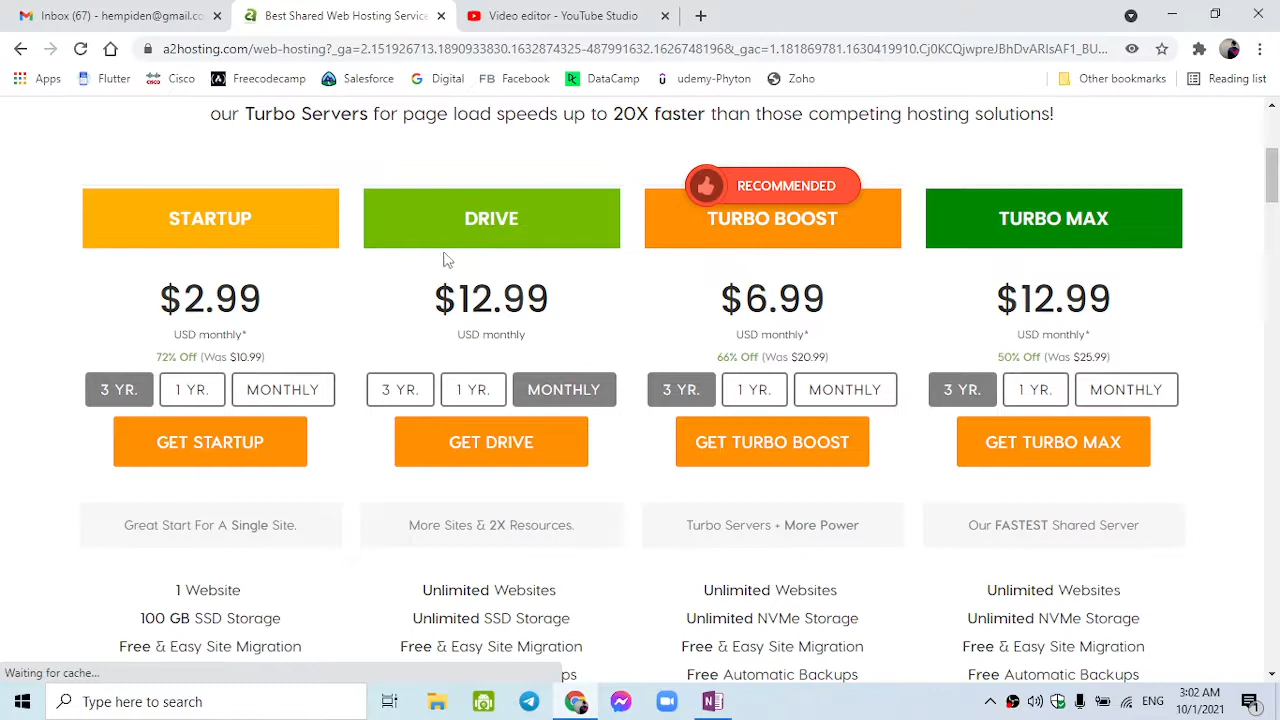 Inbox (67) - hempiden@gmail.co
Best Shared Web Hosting Service
Video editor - YouTube Studio
a2hosting.com/web-hosting?_ga=2.151926713.1890933830.1632874325-487991632.1626748196&_gac=1.181869781.1630419910.Cj0KCQjwpreJBhDvARIsAF1_BU...
Apps
Flutter
Cisco
Freecodecamp
Salesforce
Digital
FB Facebook
DataCamp
udemy-Phyton
Zoho
Other bookmarks
Reading list
our Turbo Servers for page load speeds up to 20X faster than those competing hosting solutions!
RECOMMENDED
STARTUP
DRIVE
TURBO BOOST
TURBO MAX
$2.99
$12.99
$6.99
$12.99
USD monthly*
USD monthly
USD monthly*
USD monthly*
72% Off (Was $10.99)
66% Off (Was $20.99)
50% Off (Was $25.99)
3 YR. 1 YR. MONTHLY
3 YR. 1 YR. MONTHLY
3 YR. 1 YR. MONTHLY
3 YR. 1 YR. MONTHLY
GET STARTUP
GET DRIVE
GET TURBO BOOST
GET TURBO MAX
Great Start For A Single Site.
More Sites & 2X Resources.
Turbo Servers + More Power
Our FASTEST Shared Server
1 Website
Unlimited Websites
Unlimited Websites
Unlimited Websites
100 GB SSD Storage
Unlimited SSD Storage
Unlimited NVMe Storage
Unlimited NVMe Storage
Free & Easy Site Migration
Free & Easy Site Migration
Free & Easy Site Migration
Free & Easy Site Migration
Free Automatic Backups
Free Automatic Backups
Waiting for cache...
Type here to search
ENG
3:02 AM
10/1/2021